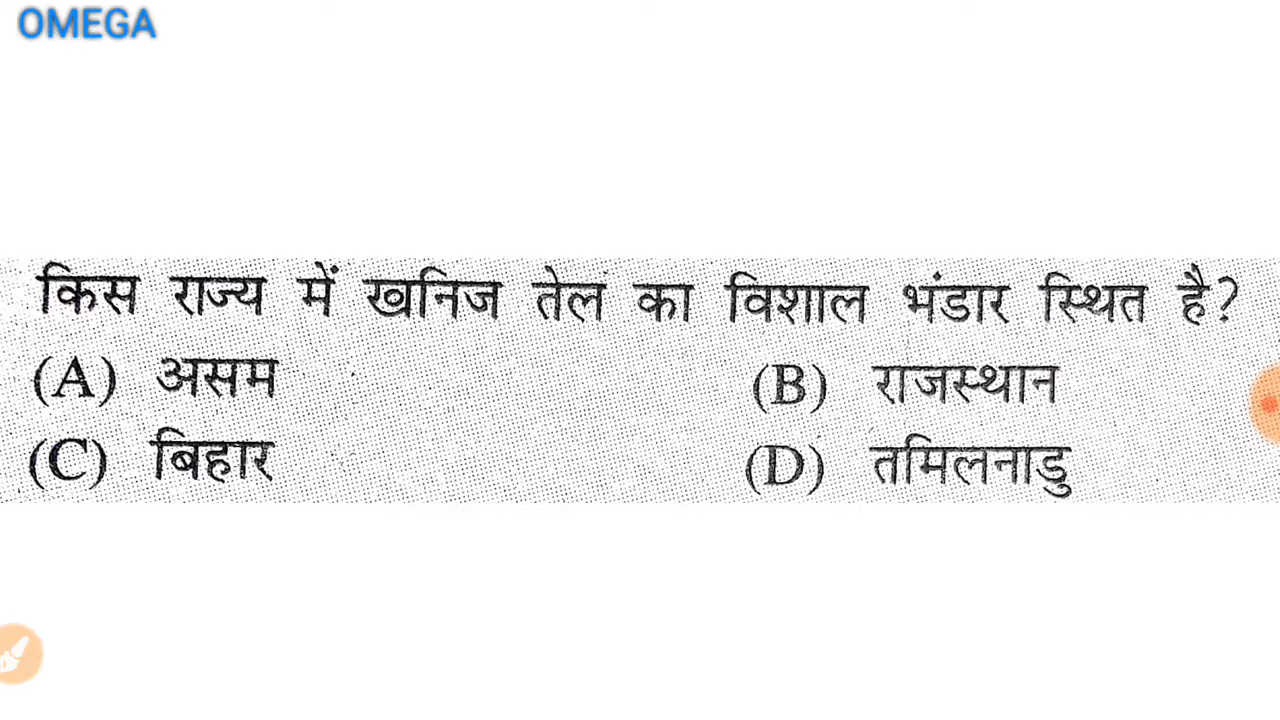 OMEGA
किस राज्य में खनिज तेल का विशाल भंडार स्थित है?
(A) असम (B) राजस्थान
(C) बिहार (D) तमिलनाडु